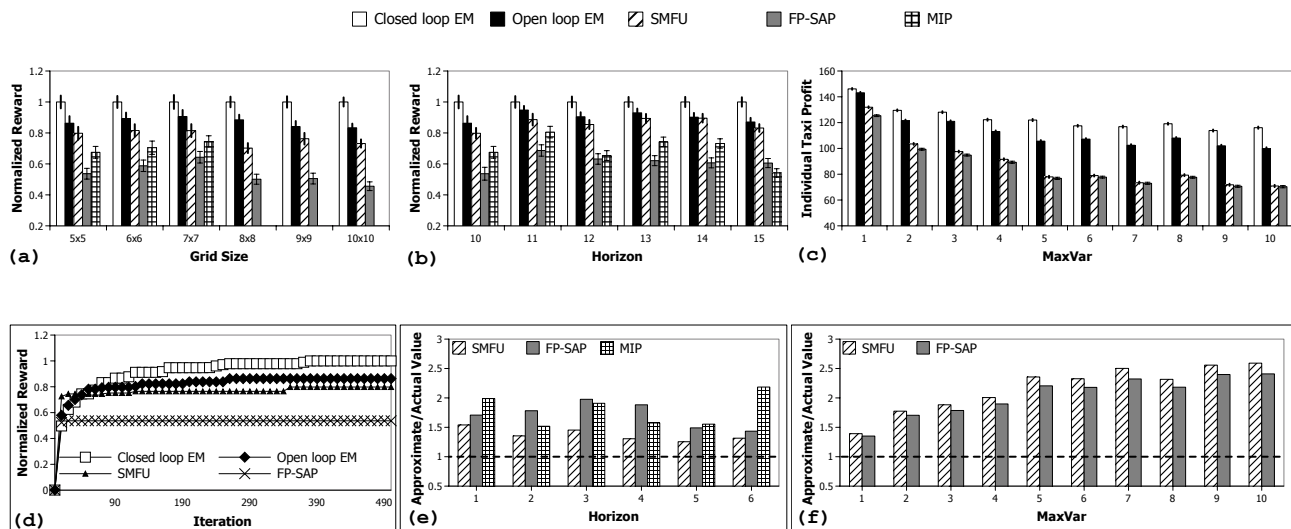 Closed loop EM Open loop EM SMFU FP-SAP MIP
Normalized Reward
1.2
1
0.8
0.6
0.4
0.2
5x5 6x6 7x7 8x8 9x9 10x10
Grid Size
(a)
Normalized Reward
1.2
1
0.8
0.6
0.4
0.2
10 11 12 13 14 15
Horizon
(b)
Individual Taxi Profit
160
140
120
100
80
60
40
1 2 3 4 5 6 7 8 9 10
MaxVar
(c)
Normalized Reward
1.2
1
0.8
0.6
0.4
0.2
0
Closed loop EM Open loop EM
SMFU FP-SAP
90 190 290 390 490
Iteration
(d)
Approximate/Actual Value
3
2.5
2
1.5
1
0.5
SMFU FP-SAP MIP
1 2 3 4 5 6
Horizon
(e)
Approximate/Actual Value
3
2.5
2
1.5
1
0.5
SMFU FP-SAP
1 2 3 4 5 6 7 8 9 10
MaxVar
(f)